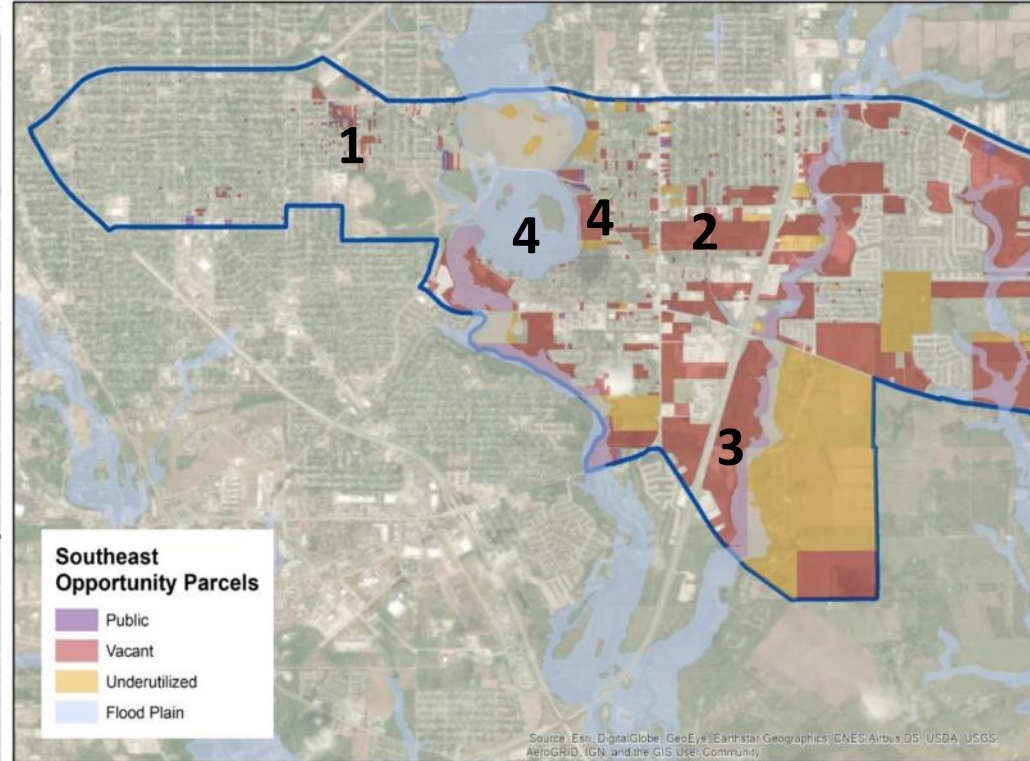 1
2
4
4
3
Southeast
Opportunity Parcels
Public
Vacant
Underutilized
Flood Plain
Source: Esri, DigitalGlobe, GeoEye, Earthstar Geographics, CNES/Airbus DS, USDA, USGS,
AeroGRID, IGN, and the GIS User Community